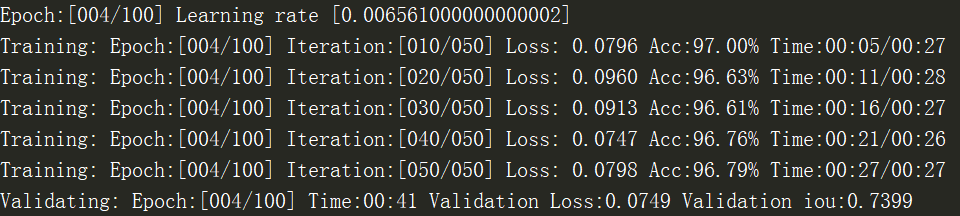 Epoch:[004/100] Learning rate [0.006561000000000002]
Training: Epoch:[004/100] Iteration:[010/050] Loss: 0.0796 Acc:97.00% Time:00:05/00:27
Training: Epoch:[004/100] Iteration:[020/050] Loss: 0.0960 Acc:96.63% Time:00:11/00:28
Training: Epoch:[004/100] Iteration:[030/050] Loss: 0.0913 Acc:96.61% Time:00:16/00:27
Training: Epoch:[004/100] Iteration:[040/050] Loss: 0.0747 Acc:96.76% Time:00:21/00:26
Training: Epoch:[004/100] Iteration:[050/050] Loss: 0.0798 Acc:96.79% Time:00:27/00:27
Validating: Epoch:[004/100] Time:00:41 Validation Loss:0.0749 Validation iou:0.7399